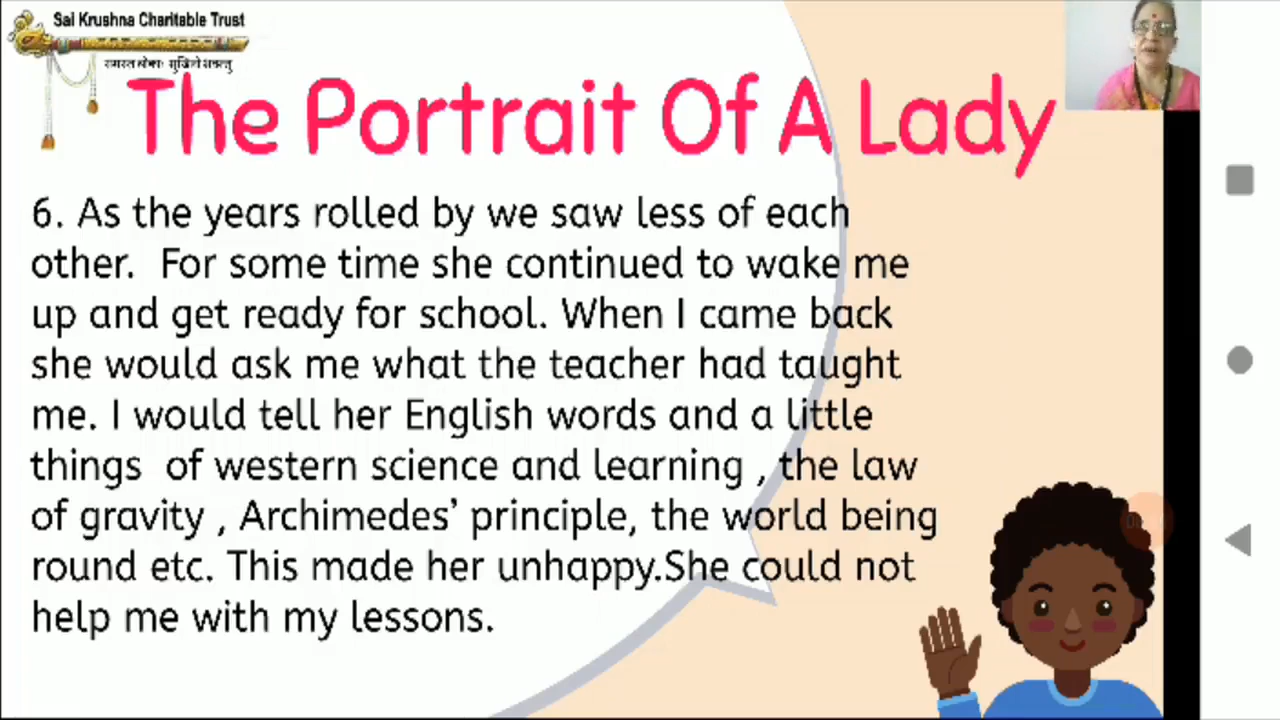 Sai Krushna Charitable Trust
समस्त लोकाः सुखिनो भवन्तु
The Portrait Of A Lady
6. As the years rolled by we saw less of each
other.  For some time she continued to wake me
up and get ready for school. When I came back
she would ask me what the teacher had taught
me. I would tell her English words and a little
things  of western science and learning , the law
of gravity , Archimedes’ principle, the world being
round etc. This made her unhappy.She could not
help me with my lessons.